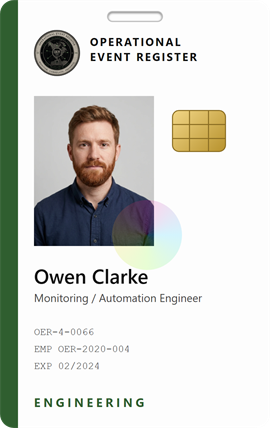 OPERATIONAL
EVENT REGISTER
Owen Clarke
Monitoring / Automation Engineer
OER-4-0066
EMP OER-2020-004
EXP 02/2024
ENGINEERING